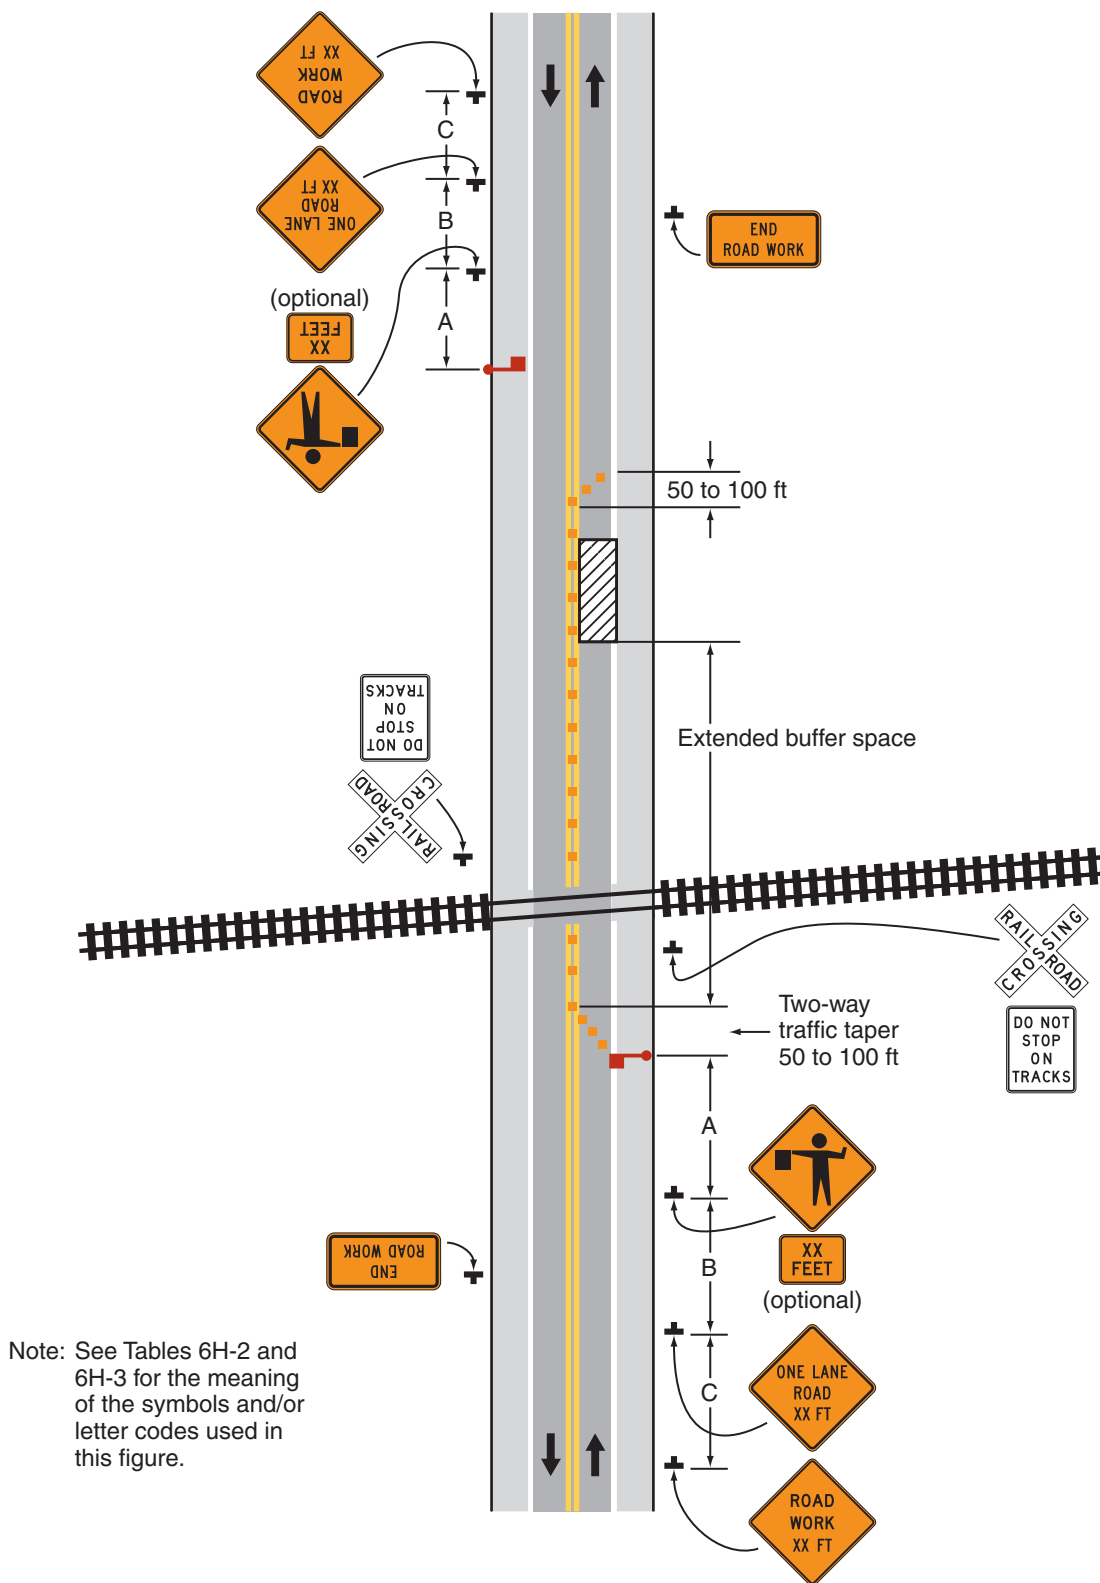 ROAD
WORK
XX FT
C
ONE LANE
ROAD
XX FT
B
END
ROAD WORK
(optional)
XX
FEET
A
50 to 100 ft
DO NOT
STOP
ON
TRACKS
Extended buffer space
RAILROAD
CROSSING
RAILROAD
CROSSING
Two-way
traffic taper
50 to 100 ft
DO NOT
STOP
ON
TRACKS
A
END
ROAD WORK
B
XX
FEET
(optional)
Note: See Tables 6H-2 and
6H-3 for the meaning
of the symbols and/or
letter codes used in
this figure.
C
ONE LANE
ROAD
XX FT
ROAD
WORK
XX FT